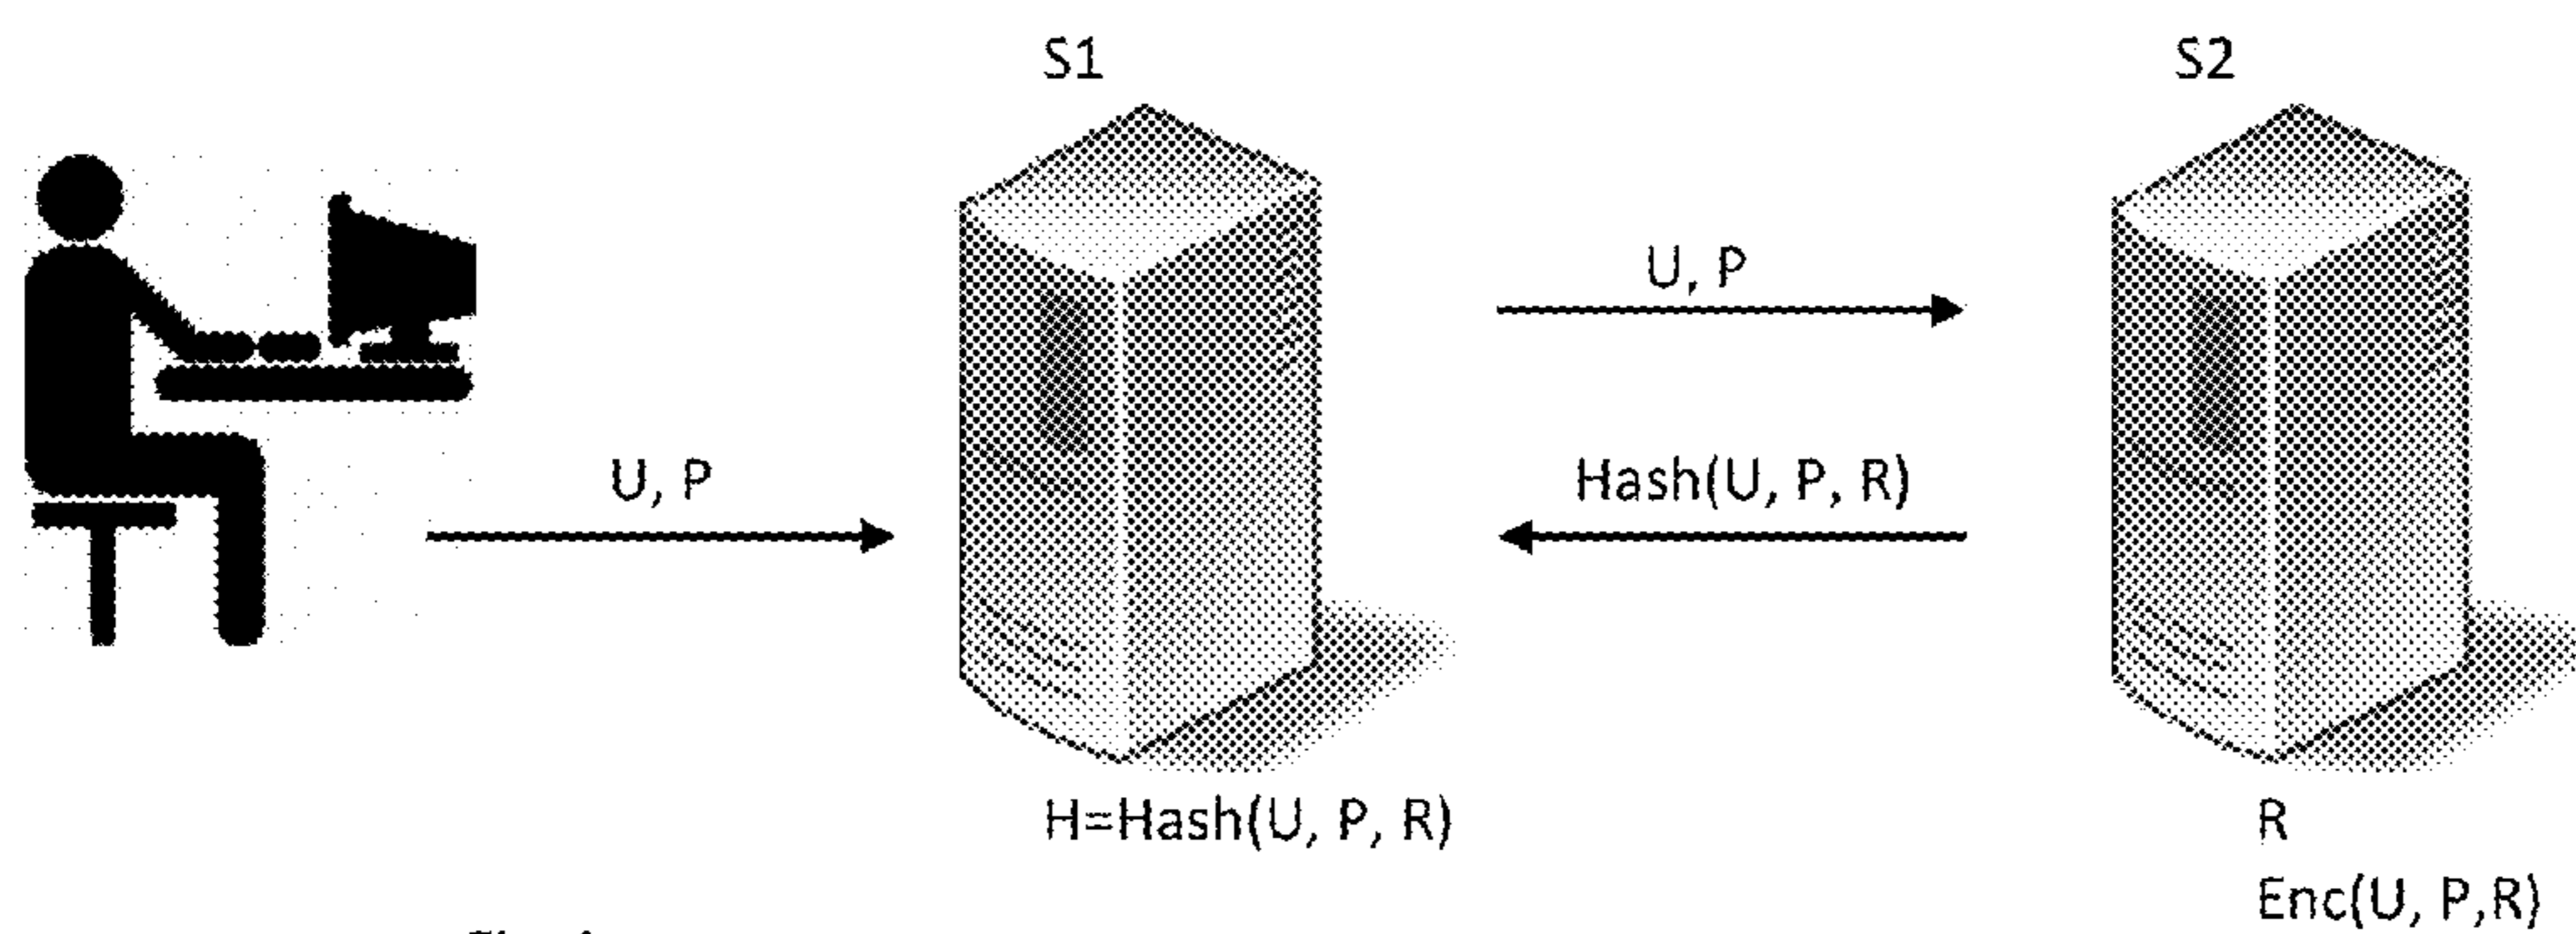 S1
S2
U, P
Hash(U, P, R)
U, P
H=Hash(U, P, R)
R
Enc(U, P,R)